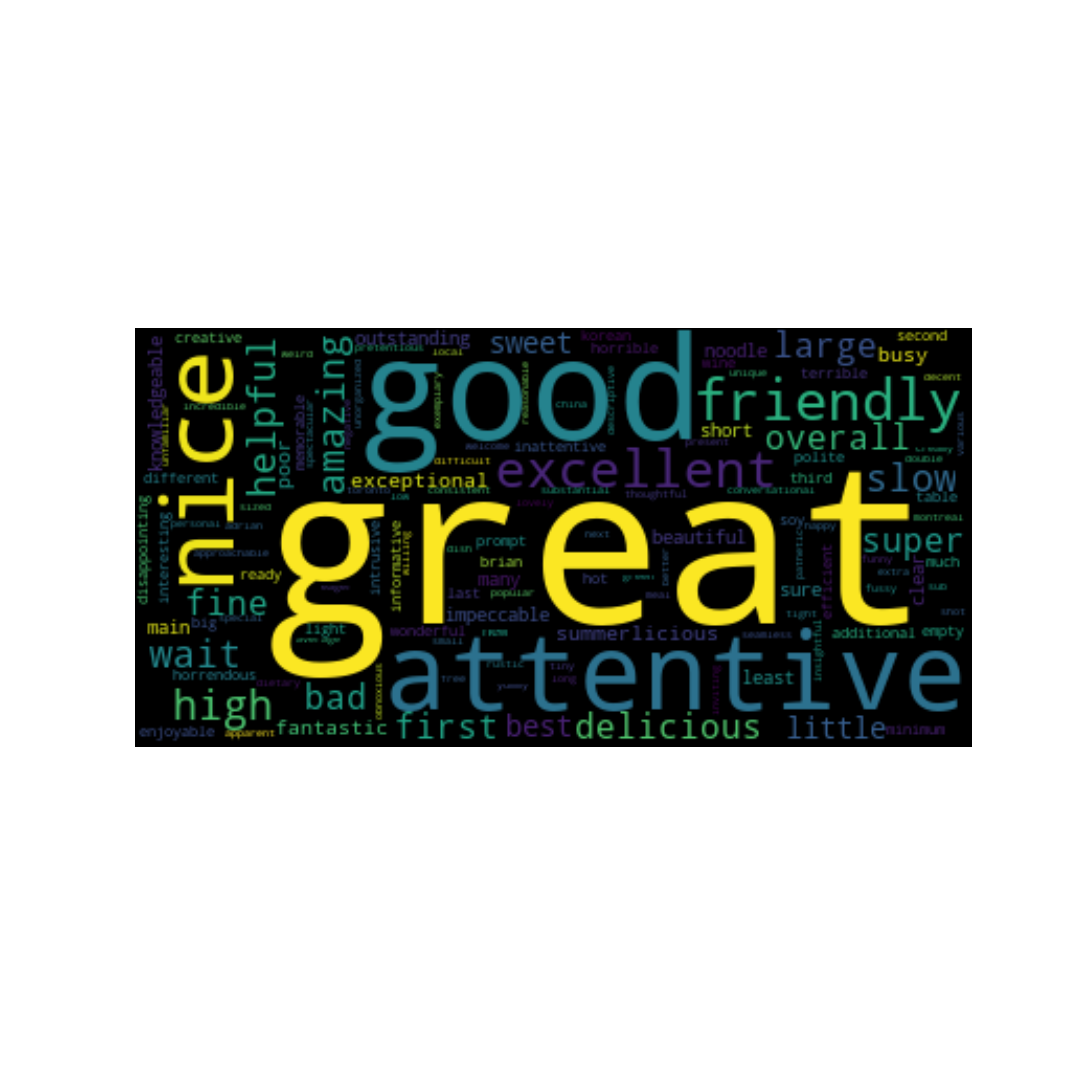 creative
outstanding
pretentious
local
sweet
korean
horrible
noodle
large
second
busy
weird
knowledgeable
nice
helpful
amazing
good
wine
unique
terrible
decent
incredible
memorable
spectacular
unorganized
exemplary
reasonable
china
descriptive
friendly
short
overall
various
unfamiliar
poor
negative
welcome
inattentive
present
polite
creamy
double
different
exceptional
difficult
excellent
third
slow
sized
toronto
low
consistent
substantial
thoughtful
conversational
table
lovely
great
disappointing
interesting
personal
adrian
intrusive
informative
willing
prompt
next
beautiful
soy
happy
montreal
super
approachable
dish
brian
better
pathetic
efficient
funny
much
ready
many
hot
extra
clear
fine
last
popular
meal
sure
fussy
sub
big
special
impeccable
tight
shot
main
light
average
wonderful
small
summerlicious
seamless
insightful
additional
empty
wait
attentive
rustic
tiny
horrendous
dietary
obnoxious
free
yummy
long
inviting
least
high
bad
first
best
delicious
little
minimum
enjoyable
apparent
fantastic